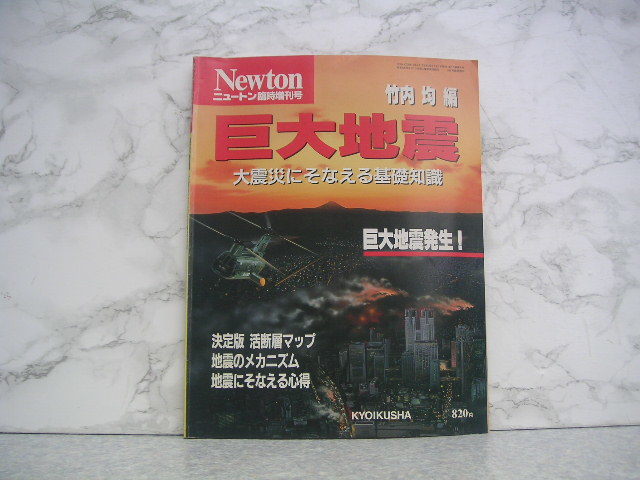 Newton
ニュートン臨時増刊号
竹内 均 編
巨大地震
大震災にそなえる基礎知識
巨大地震発生!
決定版 活断層マップ
地震のメカニズム
地震にそなえる心得
KYOIKUSHA
820円